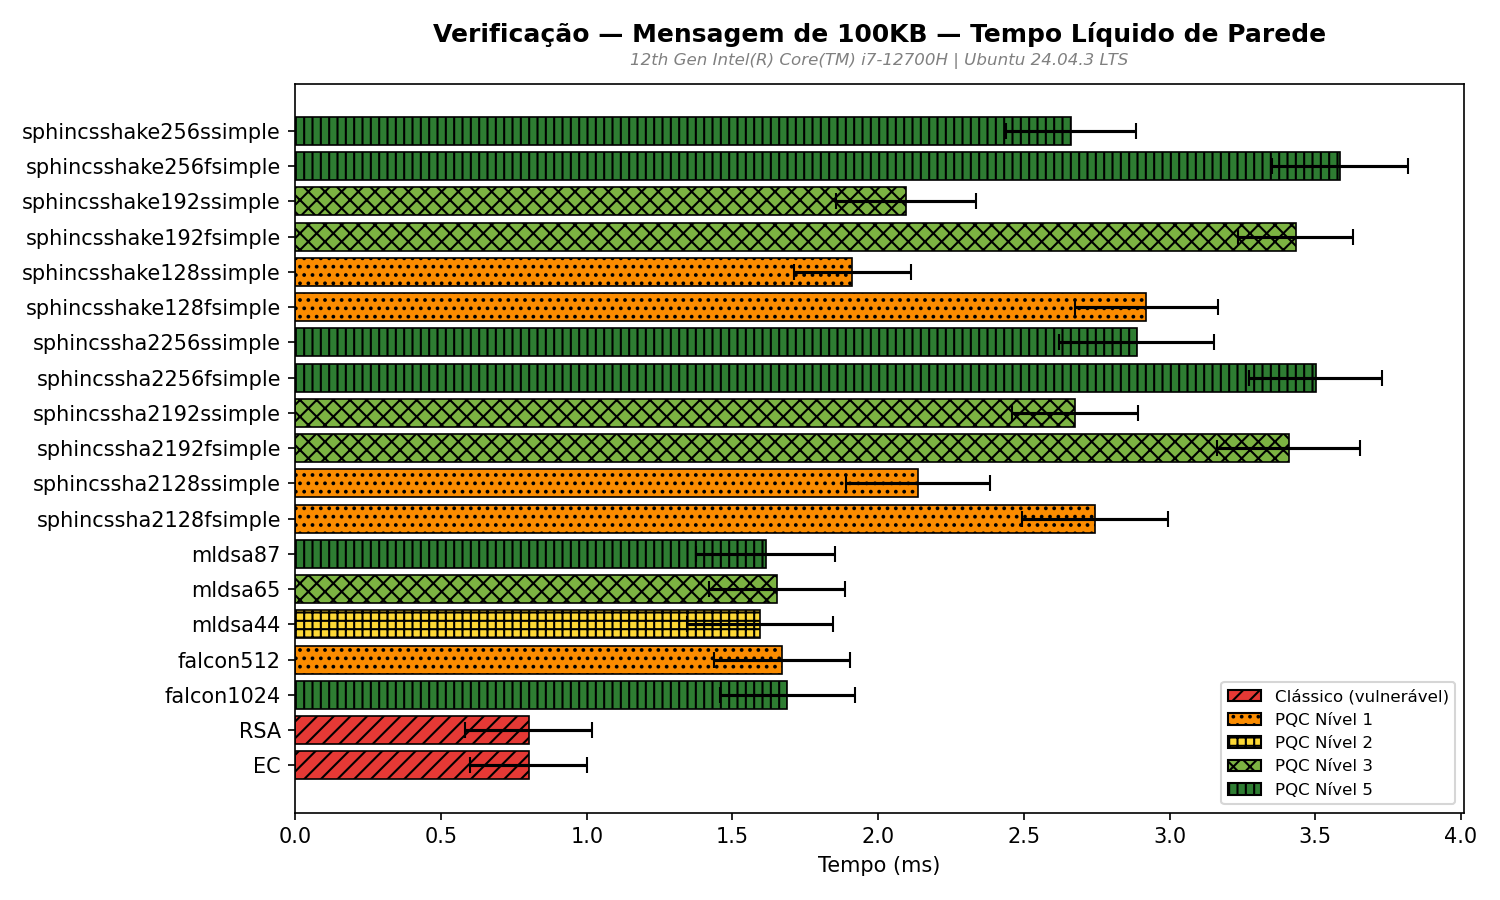 Verificação — Mensagem de 100KB — Tempo Líquido de Parede
12th Gen Intel(R) Core(TM) i7-12700H | Ubuntu 24.04.3 LTS
sphincsshake256ssimple
sphincsshake256fsimple
sphincsshake192ssimple
sphincsshake192fsimple
sphincsshake128ssimple
sphincsshake128fsimple
sphincssha2256ssimple
sphincssha2256fsimple
sphincssha2192ssimple
sphincssha2192fsimple
sphincssha2128ssimple
sphincssha2128fsimple
mldsa87
mldsa65
mldsa44
falcon512
falcon1024
RSA
EC
Clássico (vulnerável)
PQC Nível 1
PQC Nível 2
PQC Nível 3
PQC Nível 5
0.0 0.5 1.0 1.5 2.0 2.5 3.0 3.5 4.0
Tempo (ms)